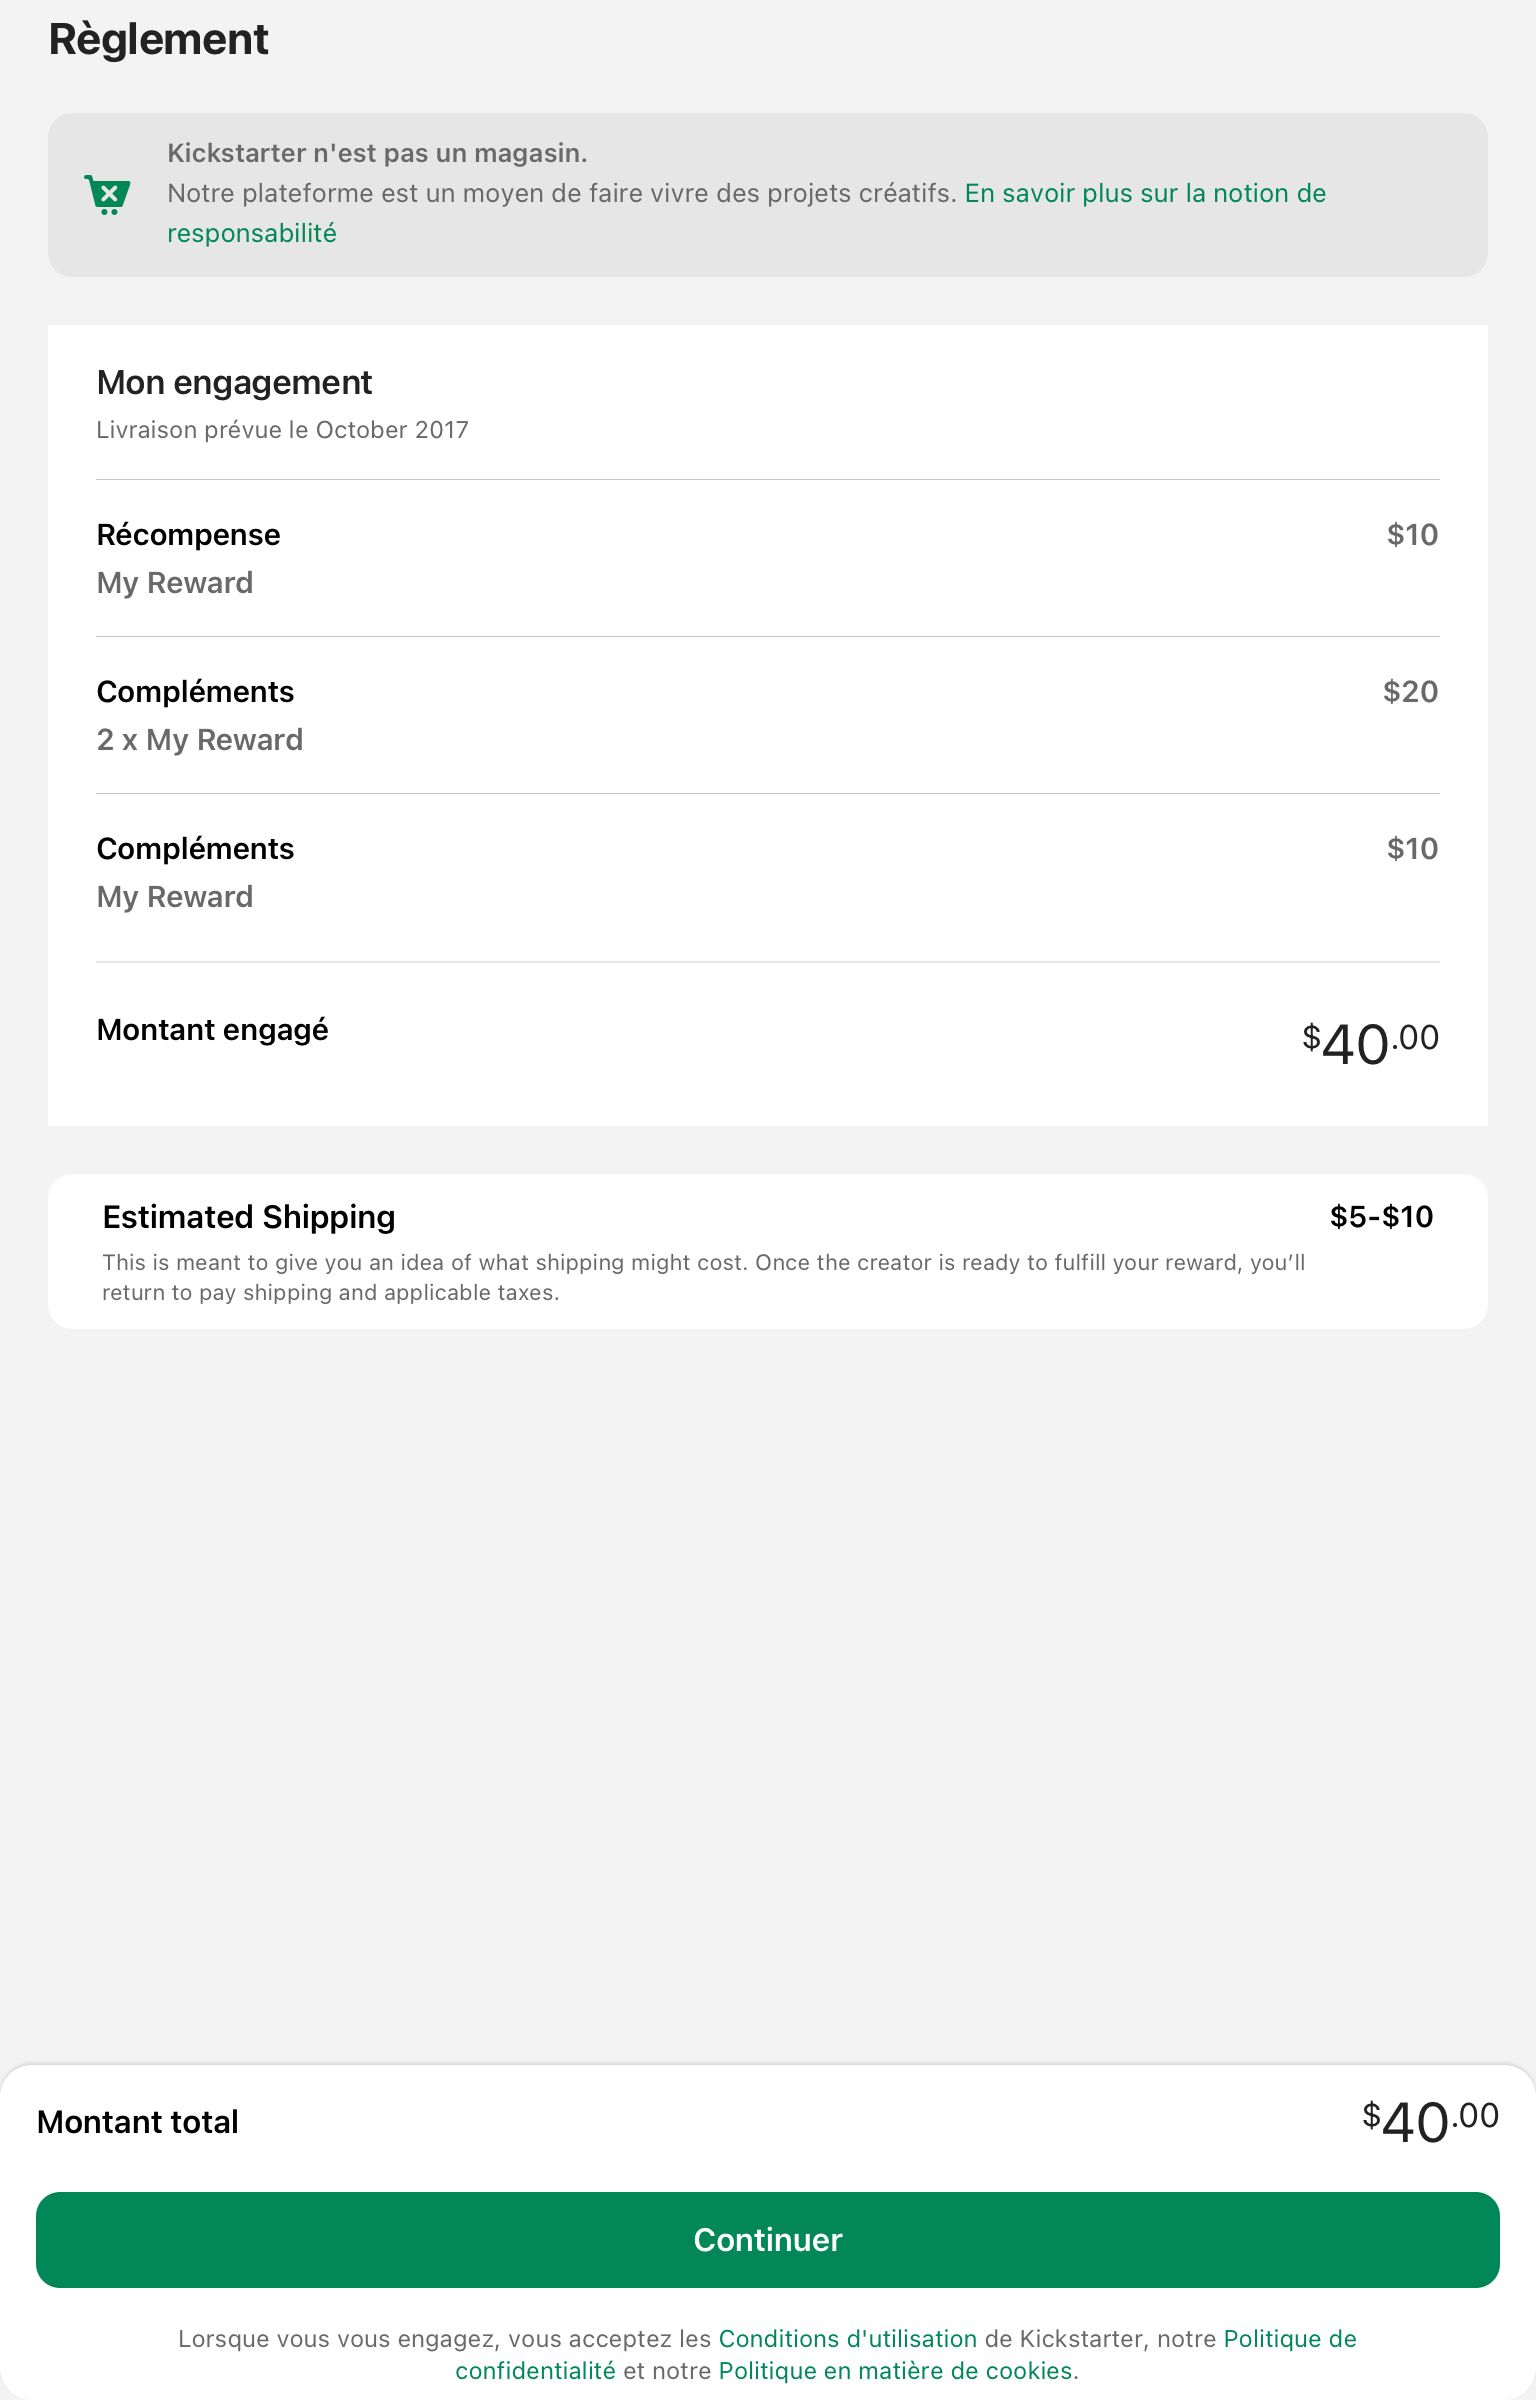 Règlement
Kickstarter n'est pas un magasin.
Notre plateforme est un moyen de faire vivre des projets créatifs. En savoir plus sur la notion de
responsabilité
Mon engagement
Livraison prévue le October 2017
Récompense $10
My Reward
Compléments $20
2 x My Reward
Compléments $10
My Reward
Montant engagé $40.00
Estimated Shipping $5-$10
This is meant to give you an idea of what shipping might cost. Once the creator is ready to fulfill your reward, you’ll
return to pay shipping and applicable taxes.
Montant total $40.00
Continuer
Lorsque vous vous engagez, vous acceptez les Conditions d'utilisation de Kickstarter, notre Politique de
confidentialité et notre Politique en matière de cookies.